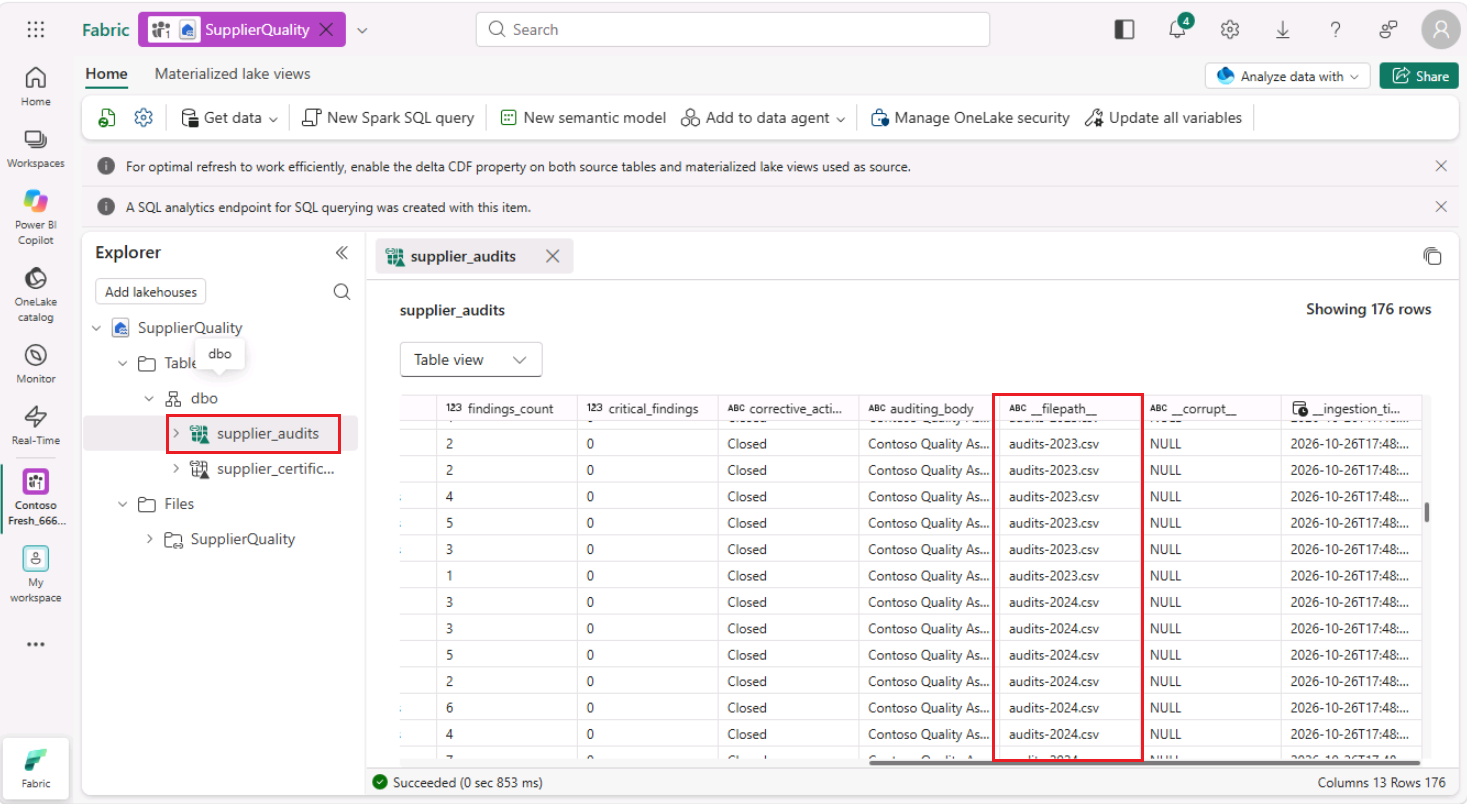 Fabric SupplierQuality
Search
4
Home Materialized lake views
Analyze data with Share
Get data New Spark SQL query New semantic model Add to data agent Manage OneLake security Update all variables
For optimal refresh to work efficiently, enable the delta CDF property on both source tables and materialized lake views used as source.
A SQL analytics endpoint for SQL querying was created with this item.
Home
Workspaces
Power BI
Copilot
OneLake
catalog
Monitor
Real-Time
Contoso
Fresh_666...
My
workspace
Fabric
Explorer
Add lakehouses
SupplierQuality
Table
dbo
dbo
supplier_audits
supplier_certific...
Files
SupplierQuality
supplier_audits
supplier_audits
Showing 176 rows
Table view
123 findings_count 123 critical_findings ABC corrective_acti... ABC auditing_body ABC __filepath__ ABC __corrupt__ __ingestion_ti...
2 0 Closed Contoso Quality As... audits-2023.csv NULL 2026-10-26T17:48:...
2 0 Closed Contoso Quality As... audits-2023.csv NULL 2026-10-26T17:48:...
4 0 Closed Contoso Quality As... audits-2023.csv NULL 2026-10-26T17:48:...
5 0 Closed Contoso Quality As... audits-2023.csv NULL 2026-10-26T17:48:...
3 0 Closed Contoso Quality As... audits-2023.csv NULL 2026-10-26T17:48:...
1 0 Closed Contoso Quality As... audits-2023.csv NULL 2026-10-26T17:48:...
3 0 Closed Contoso Quality As... audits-2024.csv NULL 2026-10-26T17:48:...
3 0 Closed Contoso Quality As... audits-2024.csv NULL 2026-10-26T17:48:...
5 0 Closed Contoso Quality As... audits-2024.csv NULL 2026-10-26T17:48:...
2 0 Closed Contoso Quality As... audits-2024.csv NULL 2026-10-26T17:48:...
6 0 Closed Contoso Quality As... audits-2024.csv NULL 2026-10-26T17:48:...
4 0 Closed Contoso Quality As... audits-2024.csv NULL 2026-10-26T17:48:...
Succeeded (0 sec 853 ms)
Columns 13 Rows 176